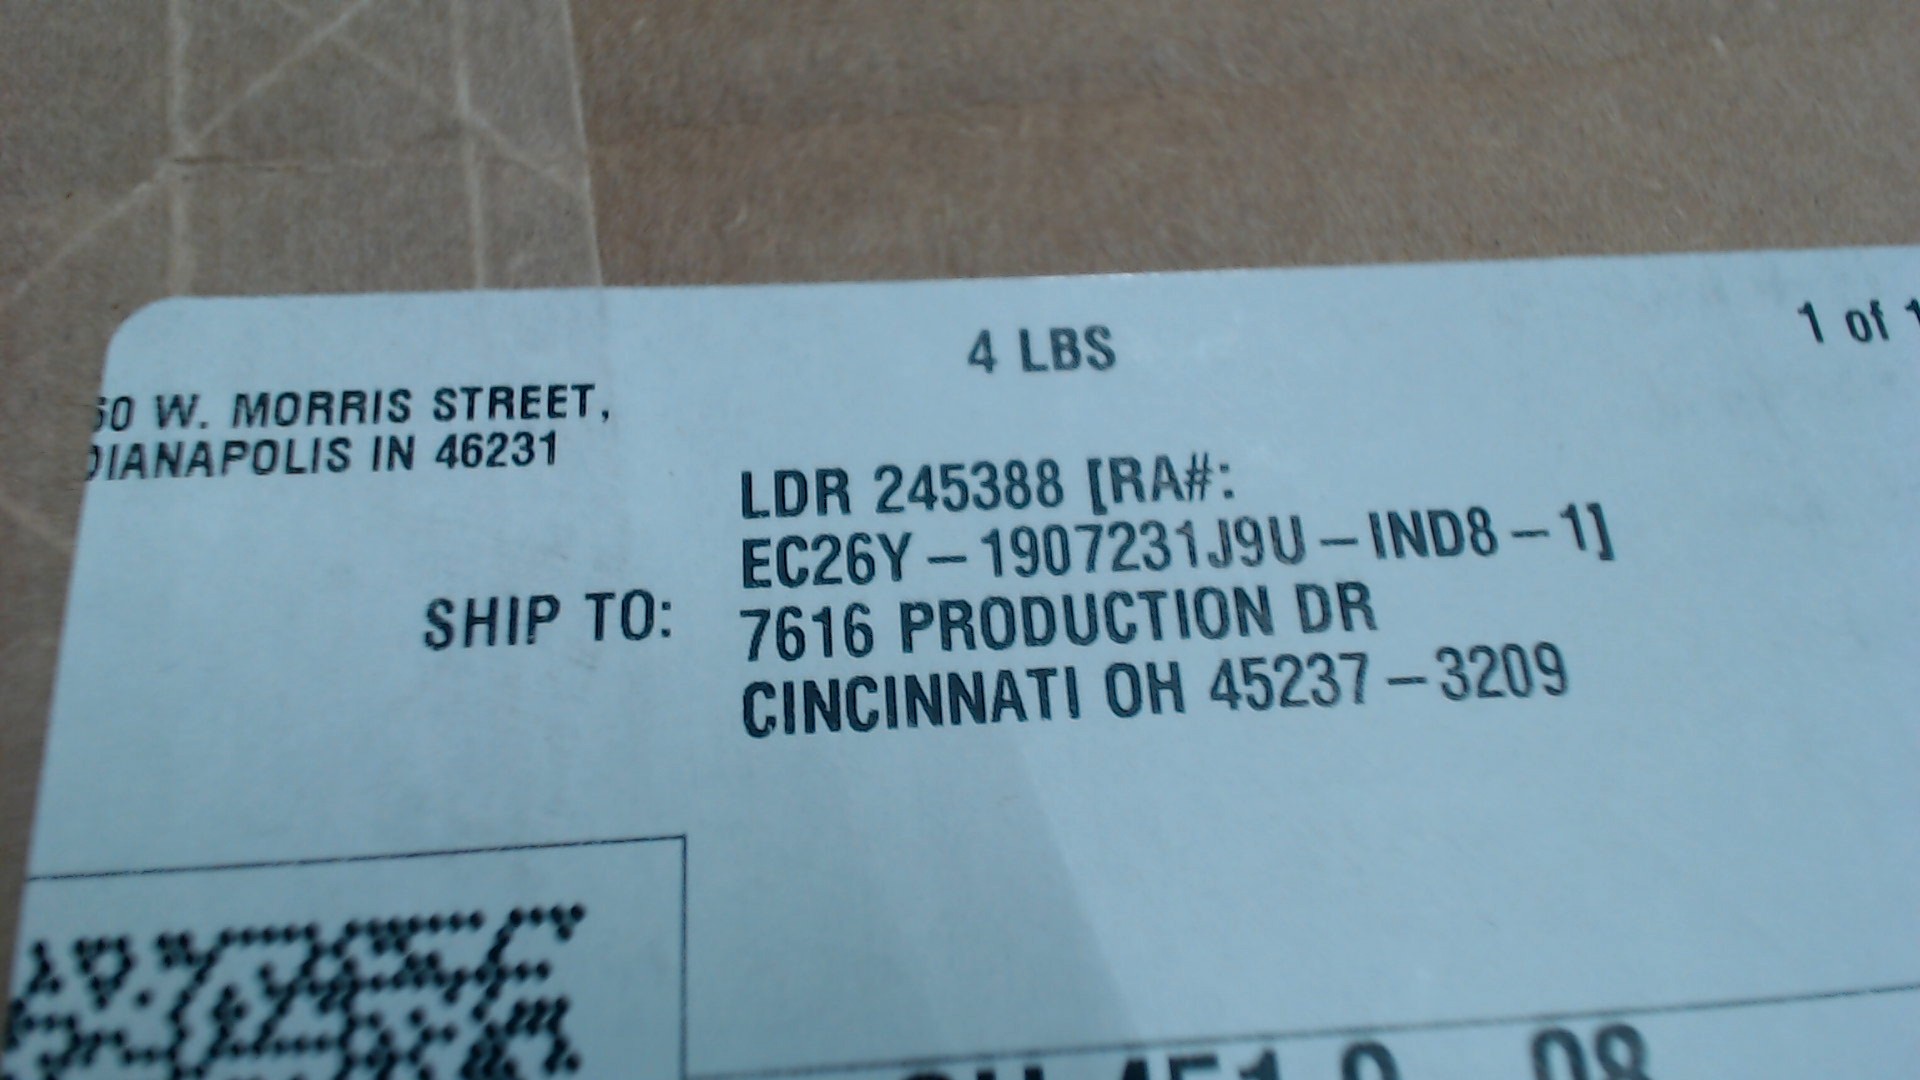 4 LBS
1 of 1
W. MORRIS STREET,
IN 46231
LDR 245388 [RA#:
EC26Y-1907231J9U-IND8-1]
SHIP TO:
7616 PRODUCTION DR
CINCINNATI OH 45237-3209